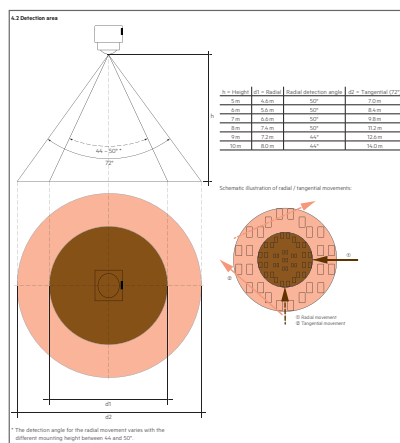 4.2 Detection area
h
44 – 50° *
72°
h = Height d1 = Radial Radial detection angle d2 = Tangential (72°)
5 m 4.6 m 50° 7.0 m
6 m 5.6 m 50° 8.4 m
7 m 6.6 m 50° 9.8 m
8 m 7.4 m 50° 11.2 m
9 m 7.2 m 44° 12.6 m
10 m 8.0 m 44° 14.0 m
Schematic illustration of radial / tangential movements:
①
②
① Radial movement
② Tangential movement
d1
d2
* The detection angle for the radial movement varies with the
different mounting height between 44 and 50°.